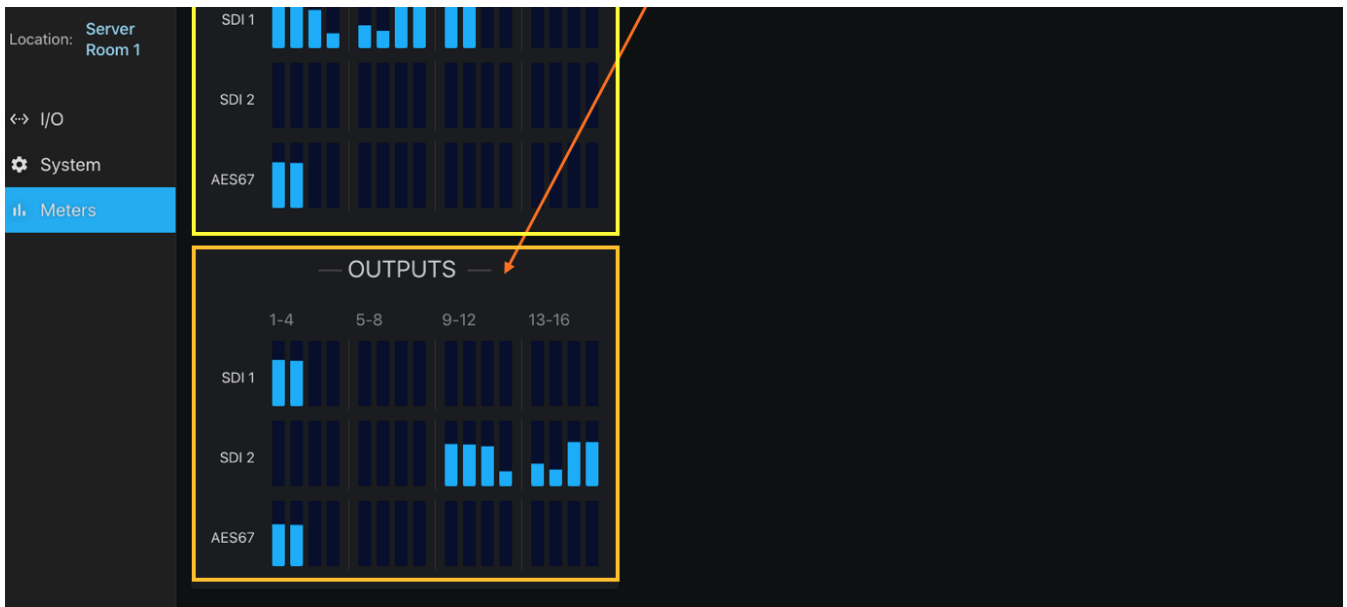 Location: Server
Room 1
I/O
System
Meters
SDI 1
SDI 2
AES67
— OUTPUTS —
1-4 5-8 9-12 13-16
SDI 1
SDI 2
AES67